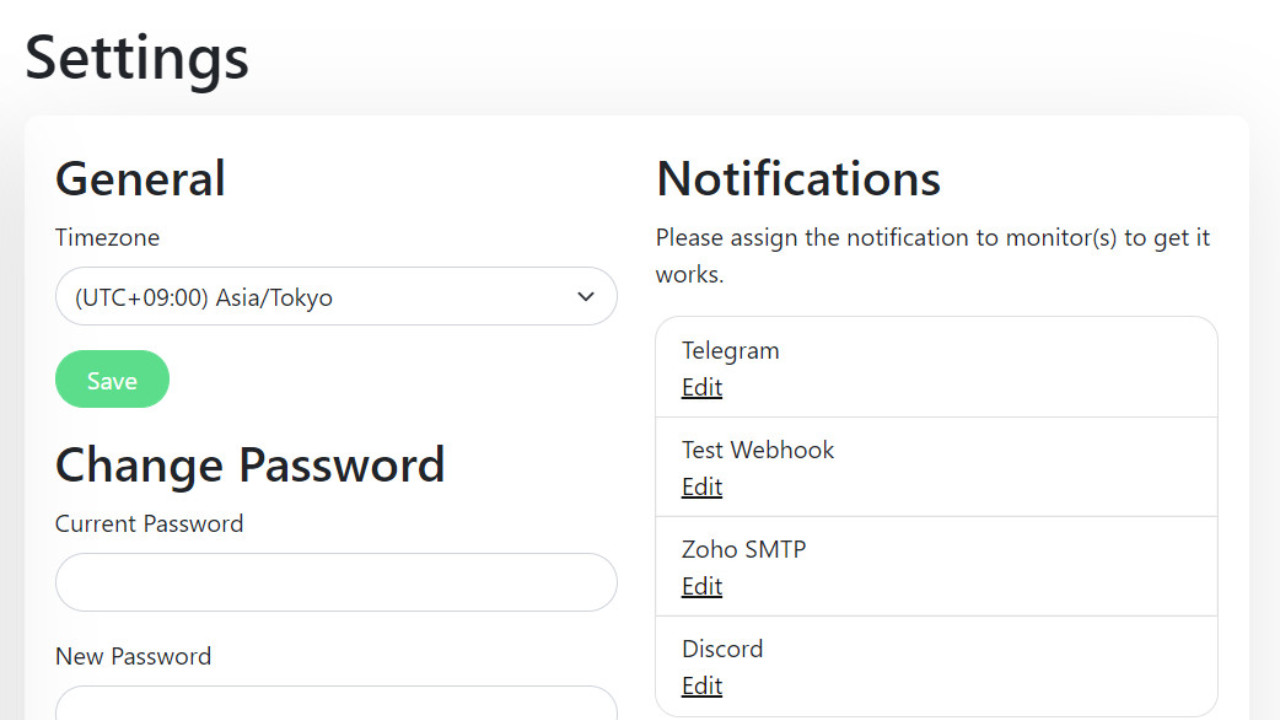 Settings
General
Timezone
(UTC+09:00) Asia/Tokyo
Save
Change Password
Current Password
New Password
Notifications
Please assign the notification to monitor(s) to get it
works.
Telegram
Edit
Test Webhook
Edit
Zoho SMTP
Edit
Discord
Edit